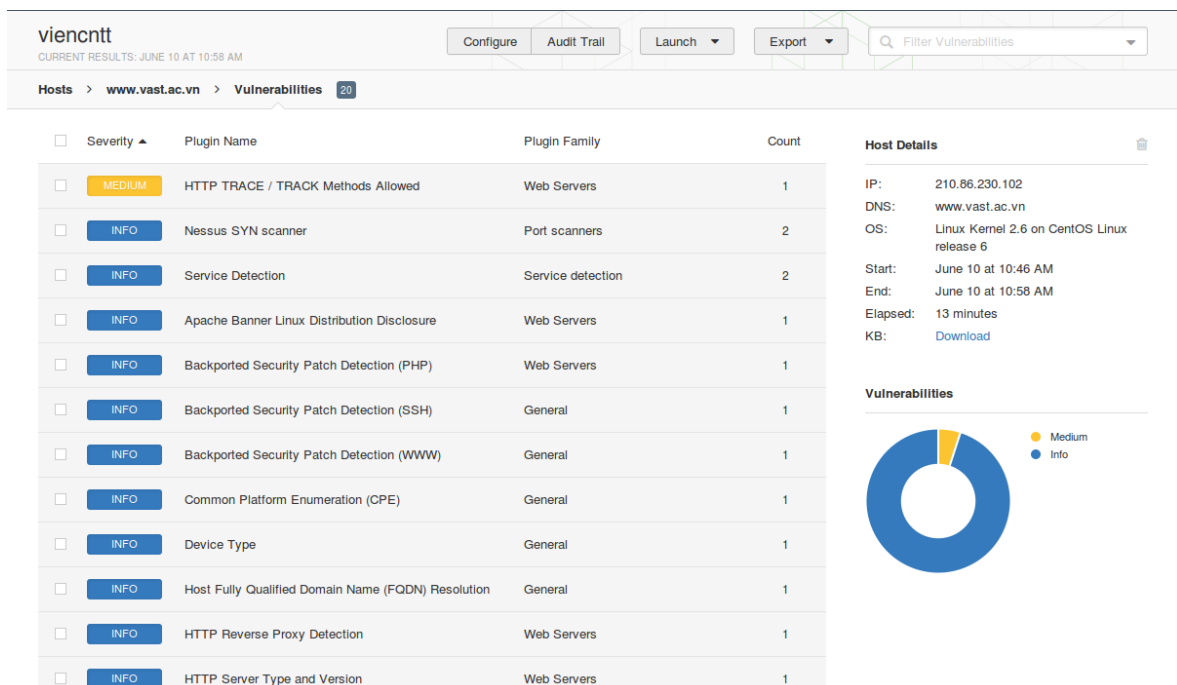 viencntt
CURRENT RESULTS: JUNE 10 AT 10:58 AM
Configure Audit Trail Launch Export Filter Vulnerabilities
Hosts > www.vast.ac.vn > Vulnerabilities 20
Severity Plugin Name Plugin Family Count
MEDIUM HTTP TRACE / TRACK Methods Allowed Web Servers 1
INFO Nessus SYN scanner Port scanners 2
INFO Service Detection Service detection 2
INFO Apache Banner Linux Distribution Disclosure Web Servers 1
INFO Backported Security Patch Detection (PHP) Web Servers 1
INFO Backported Security Patch Detection (SSH) General 1
INFO Backported Security Patch Detection (WWW) General 1
INFO Common Platform Enumeration (CPE) General 1
INFO Device Type General 1
INFO Host Fully Qualified Domain Name (FQDN) Resolution General 1
INFO HTTP Reverse Proxy Detection Web Servers 1
INFO HTTP Server Type and Version Web Servers 1
Host Details
IP: 210.86.230.102
DNS: www.vast.ac.vn
OS: Linux Kernel 2.6 on CentOS Linux
release 6
Start: June 10 at 10:46 AM
End: June 10 at 10:58 AM
Elapsed: 13 minutes
KB: Download
Vulnerabilities
Medium
Info